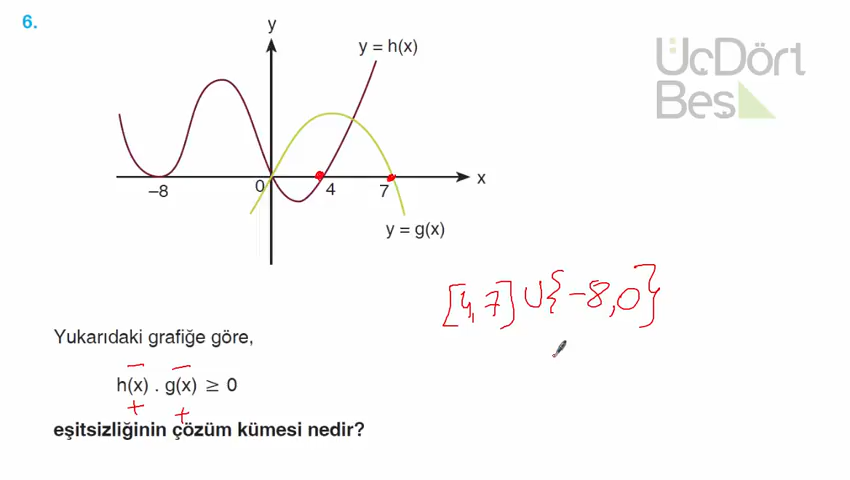 6.
y
y = h(x)
ÜçDört
Beş
–8
0
4
7
x
y = g(x)
[4,7] ∪ {-8,0}
Yukarıdaki grafiğe göre,
− −
h(x) . g(x) ≥ 0
+ +
eşitsizliğinin çözüm kümesi nedir?